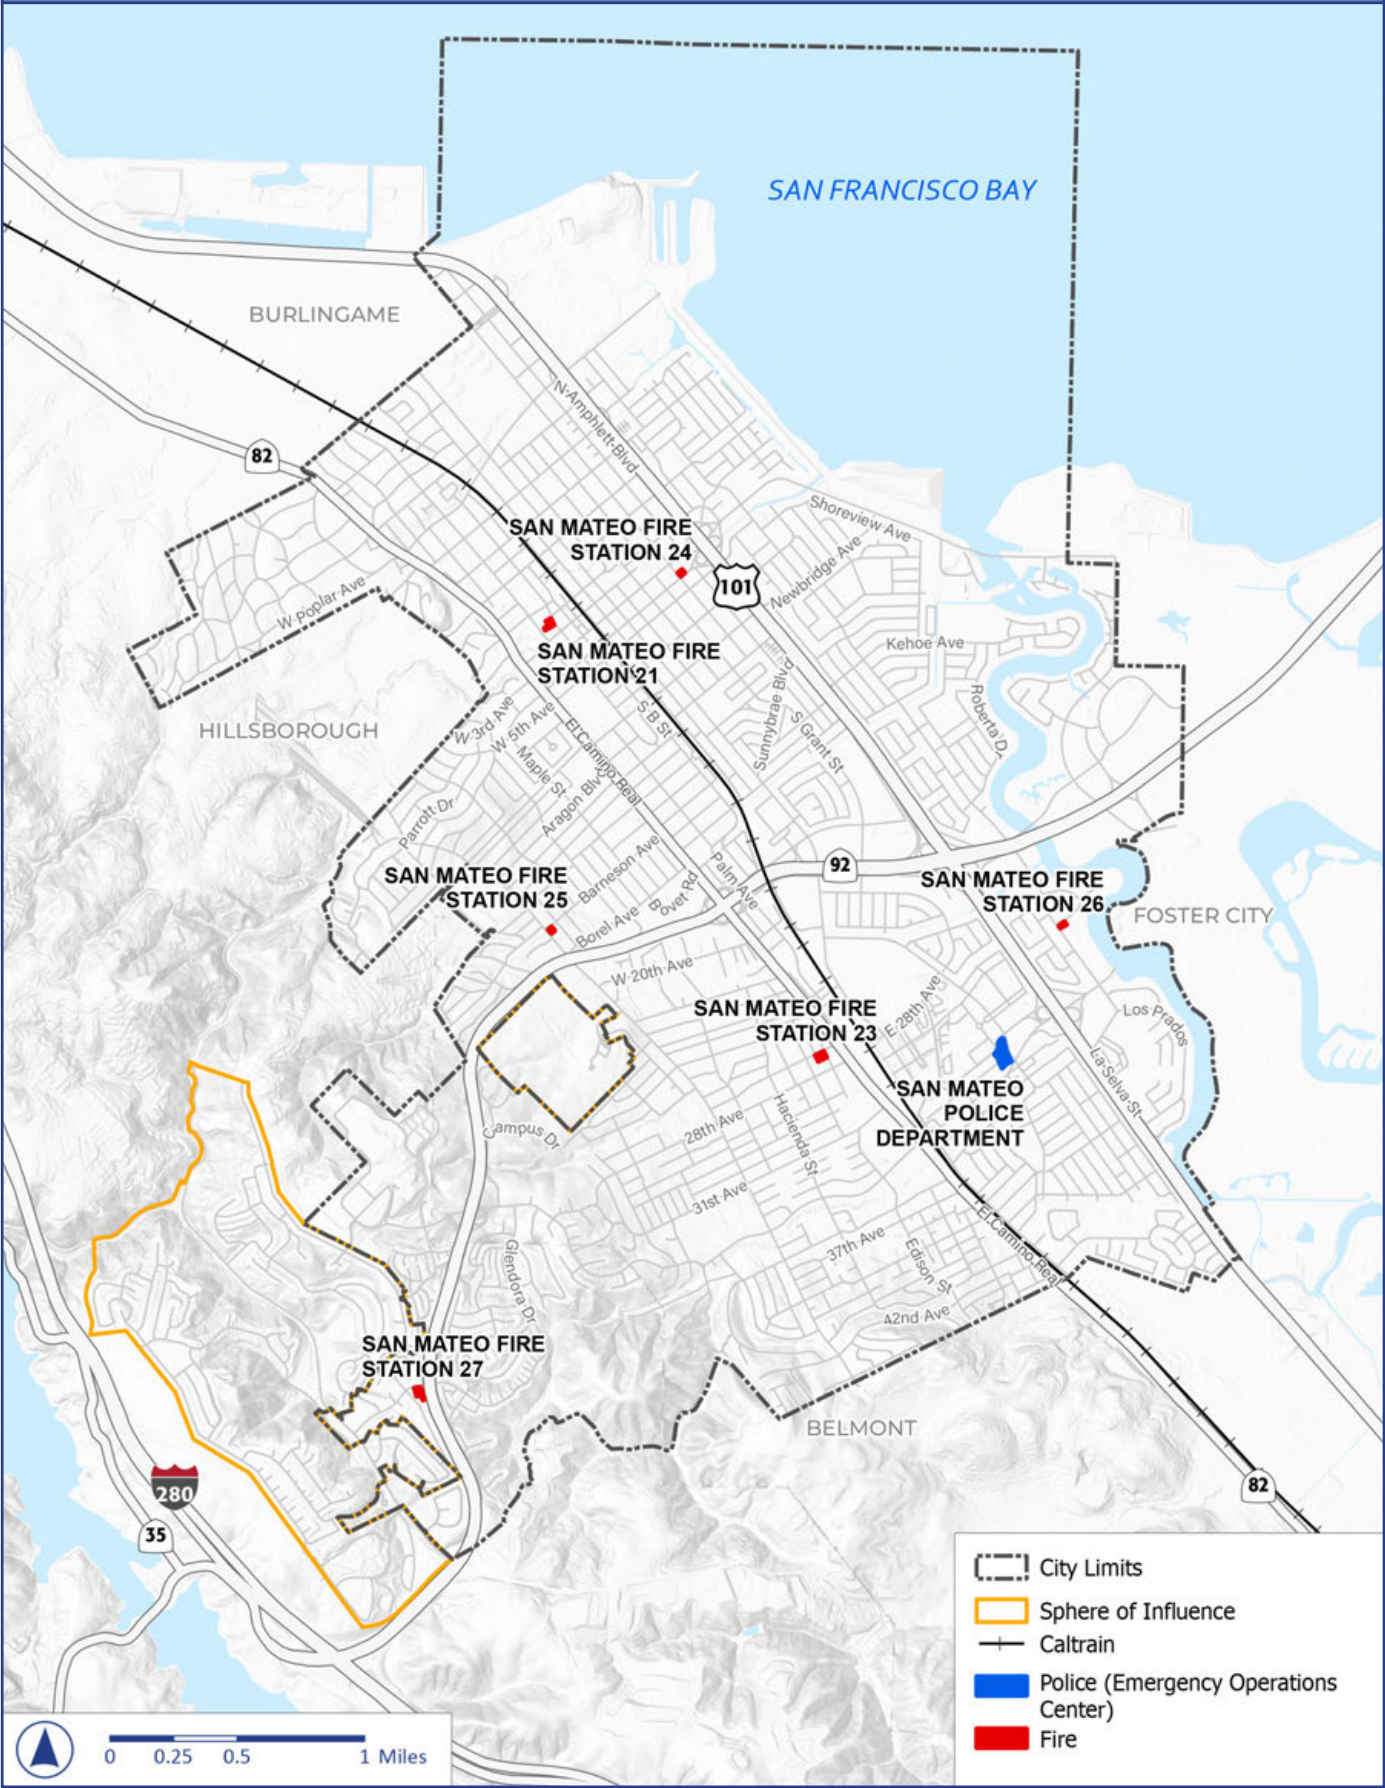 SAN FRANCISCO BAY
BURLINGAME
N Amphlett Blvd
82
SAN MATEO FIRE
STATION 24
Shoreview Ave
Newbridge Ave
101
W Poplar Ave
SAN MATEO FIRE
STATION 21
Kehoe Ave
Sunnybrae Blvd
Roberta Dr
HILLSBOROUGH
W 3rd Ave
W 5th Ave
S B St
S Grant St
El Camino Real
Maple St
Aragon Blvd
Parrott Dr
Barneson Ave
Palm Ave
92
SAN MATEO FIRE
STATION 25
Bovet Rd
SAN MATEO FIRE
STATION 26
FOSTER CITY
Borel Ave
W 20th Ave
SAN MATEO FIRE
STATION 23
E 28th Ave
Los Prados
La Selva St
SAN MATEO
POLICE
DEPARTMENT
Campus Dr
28th Ave
Hacienda St
31st Ave
El Camino Real
37th Ave
Edison St
Glendora Dr
42nd Ave
SAN MATEO FIRE
STATION 27
BELMONT
280
82
35
City Limits
Sphere of Influence
Caltrain
Police (Emergency Operations
Center)
Fire
0 0.25 0.5 1 Miles